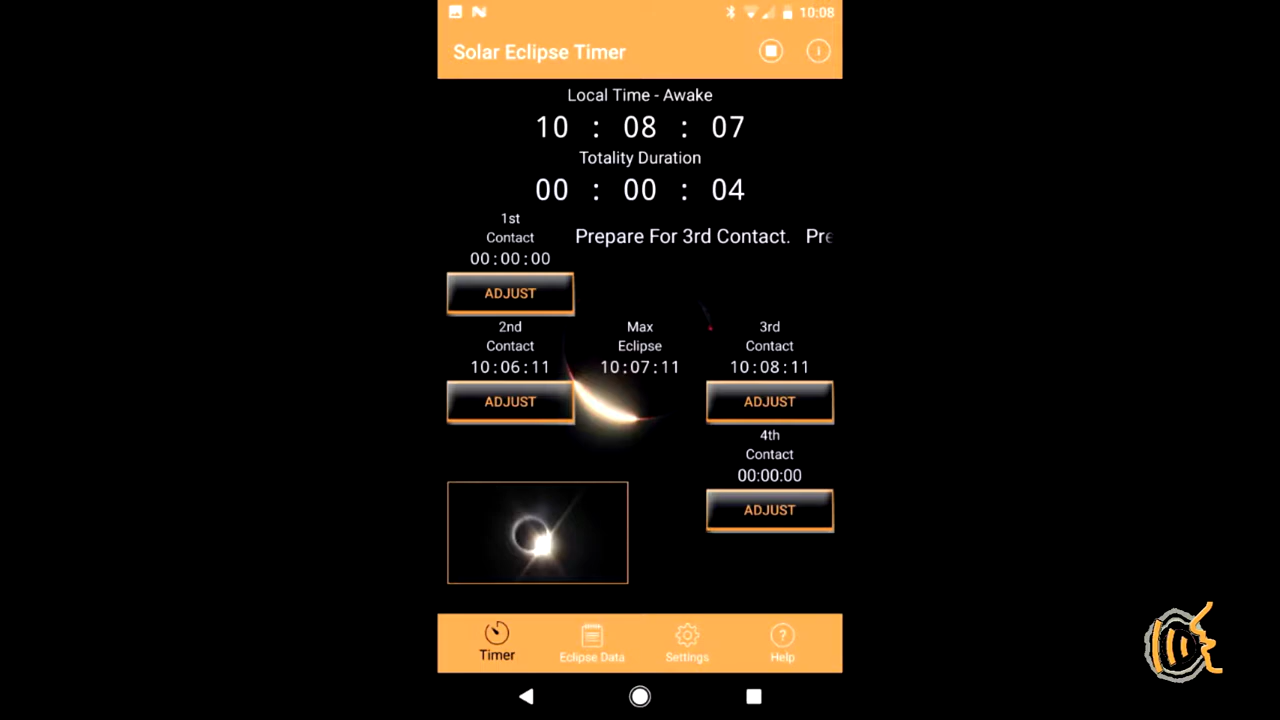 10:08
Solar Eclipse Timer
Local Time - Awake
10 : 08 : 07
Totality Duration
00 : 00 : 04
1st
Contact
00:00:00
Prepare For 3rd Contact. Pre
ADJUST
2nd
Contact
10:06:11
Max
Eclipse
10:07:11
3rd
Contact
10:08:11
ADJUST
ADJUST
4th
Contact
00:00:00
ADJUST
Timer
Eclipse Data
Settings
Help